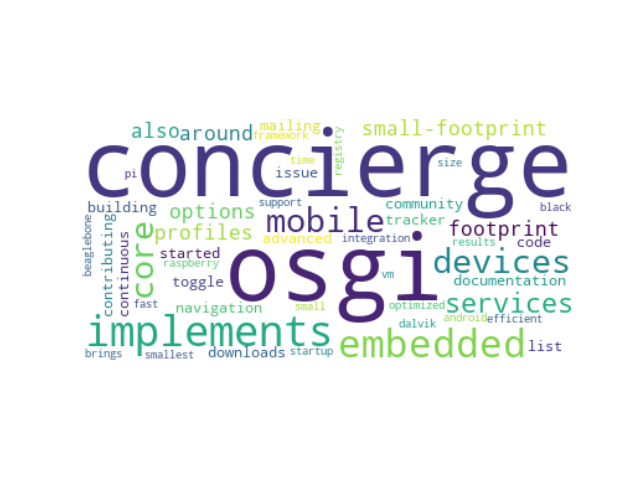 mailing
also around small-footprint
framework
registry
concierge
time
size
issue
pi
support
building
community
black
options
mobile
profiles
tracker
footprint
advanced
integration
results
code
core
contributing
continuous
beaglebone
started
osgi
devices
raspberry
toggle
vm
documentation
fast
navigation
small
optimized
services
dalvik
android
efficient
implements
embedded
list
brings
smallest
downloads
startup